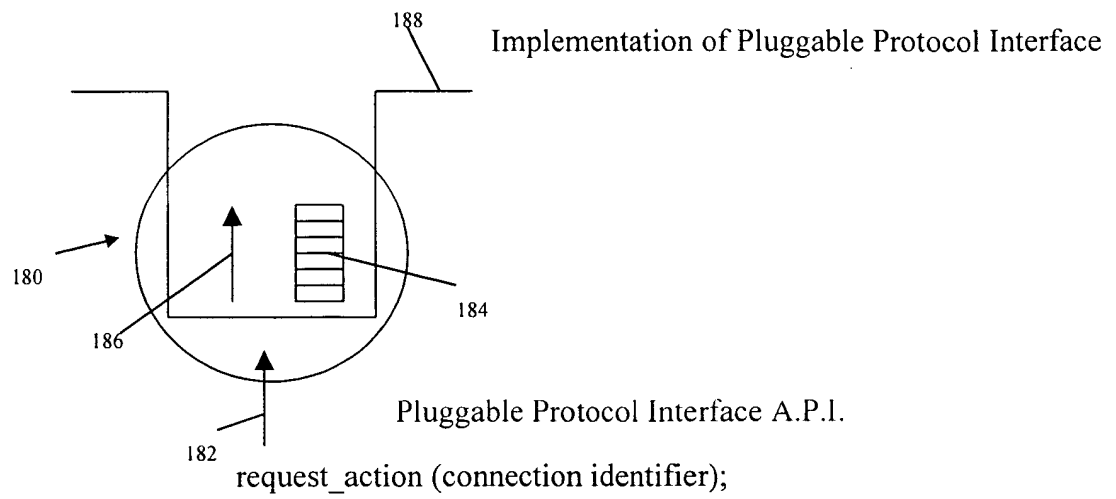 188
Implementation of Pluggable Protocol Interface
180
184
186
Pluggable Protocol Interface A.P.I.
182
request_action (connection identifier);